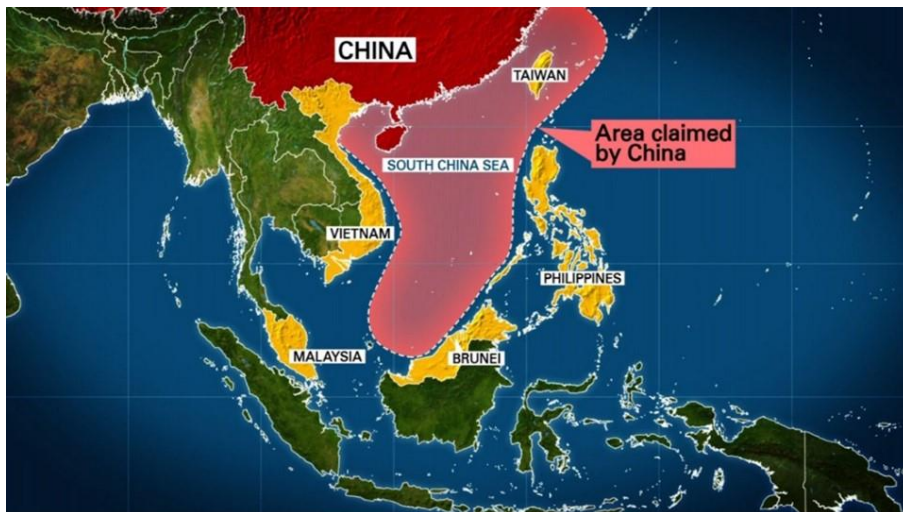 CHINA
TAIWAN
Area claimed
by China
SOUTH CHINA SEA
VIETNAM
PHILIPPINES
MALAYSIA
BRUNEI